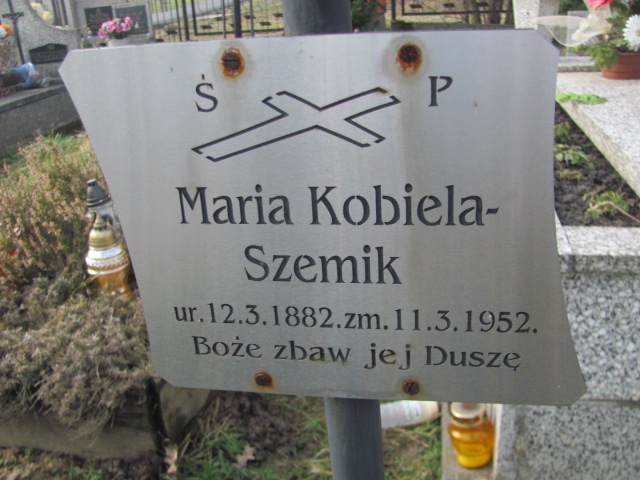 Ś P
Maria Kobiela-
Szemik
ur.12.3.1882.zm.11.3.1952.
Boże zbaw jej Duszę